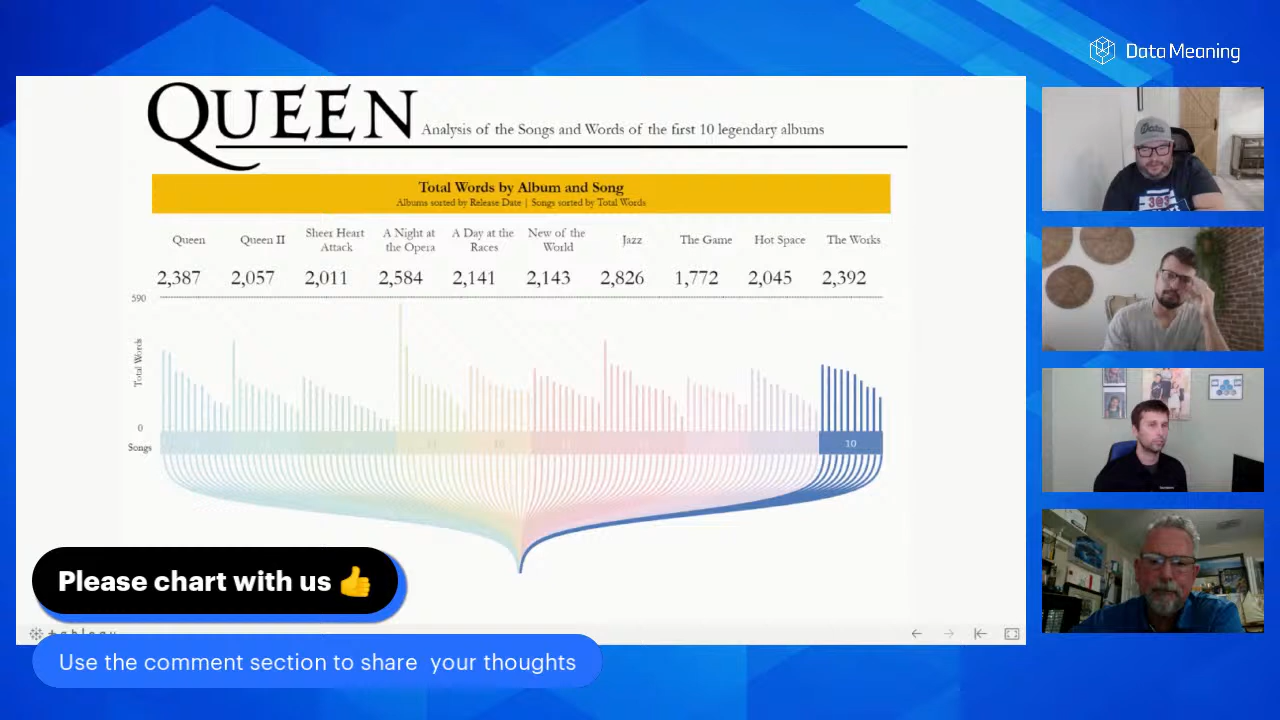 Data Meaning
QUEEN
Analysis of the Songs and Words of the first 10 legendary albums
Total Words by Album and Song
Albums sorted by Release Date | Songs sorted by Total Words
Queen
Queen II
Sheer Heart
Attack
A Night at
the Opera
A Day at the
Races
New of the
World
Jazz
The Game
Hot Space
The Works
2,387
2,057
2,011
2,584
2,141
2,143
2,826
1,772
2,045
2,392
590
Total Words
0
Songs
10
Please chart with us 👍
Use the comment section to share your thoughts